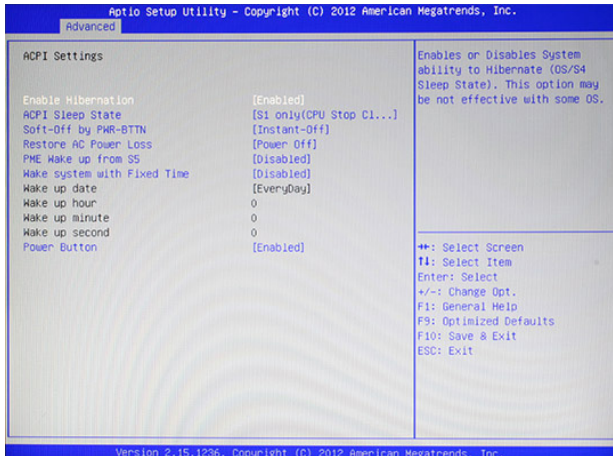 Aptio Setup Utility - Copyright (C) 2012 American Megatrends, Inc.
Advanced
ACPI Settings
Enable Hibernation [Enabled]
ACPI Sleep State [S1 only(CPU Stop Cl...]
Soft-Off by PWR-BTTN [Instant-Off]
Restore AC Power Loss [Power Off]
PME Wake up from S5 [Disabled]
Wake system with Fixed Time [Disabled]
Wake up date [EveryDay]
Wake up hour 0
Wake up minute 0
Wake up second 0
Power Button [Enabled]
Enables or Disables System
ability to Hibernate (OS/S4
Sleep State). This option may
be not effective with some OS.
→←: Select Screen
↑↓: Select Item
Enter: Select
+/-: Change Opt.
F1: General Help
F9: Optimized Defaults
F10: Save & Exit
ESC: Exit
Version 2.15.1236. Copyright (C) 2012 American Megatrends, Inc.